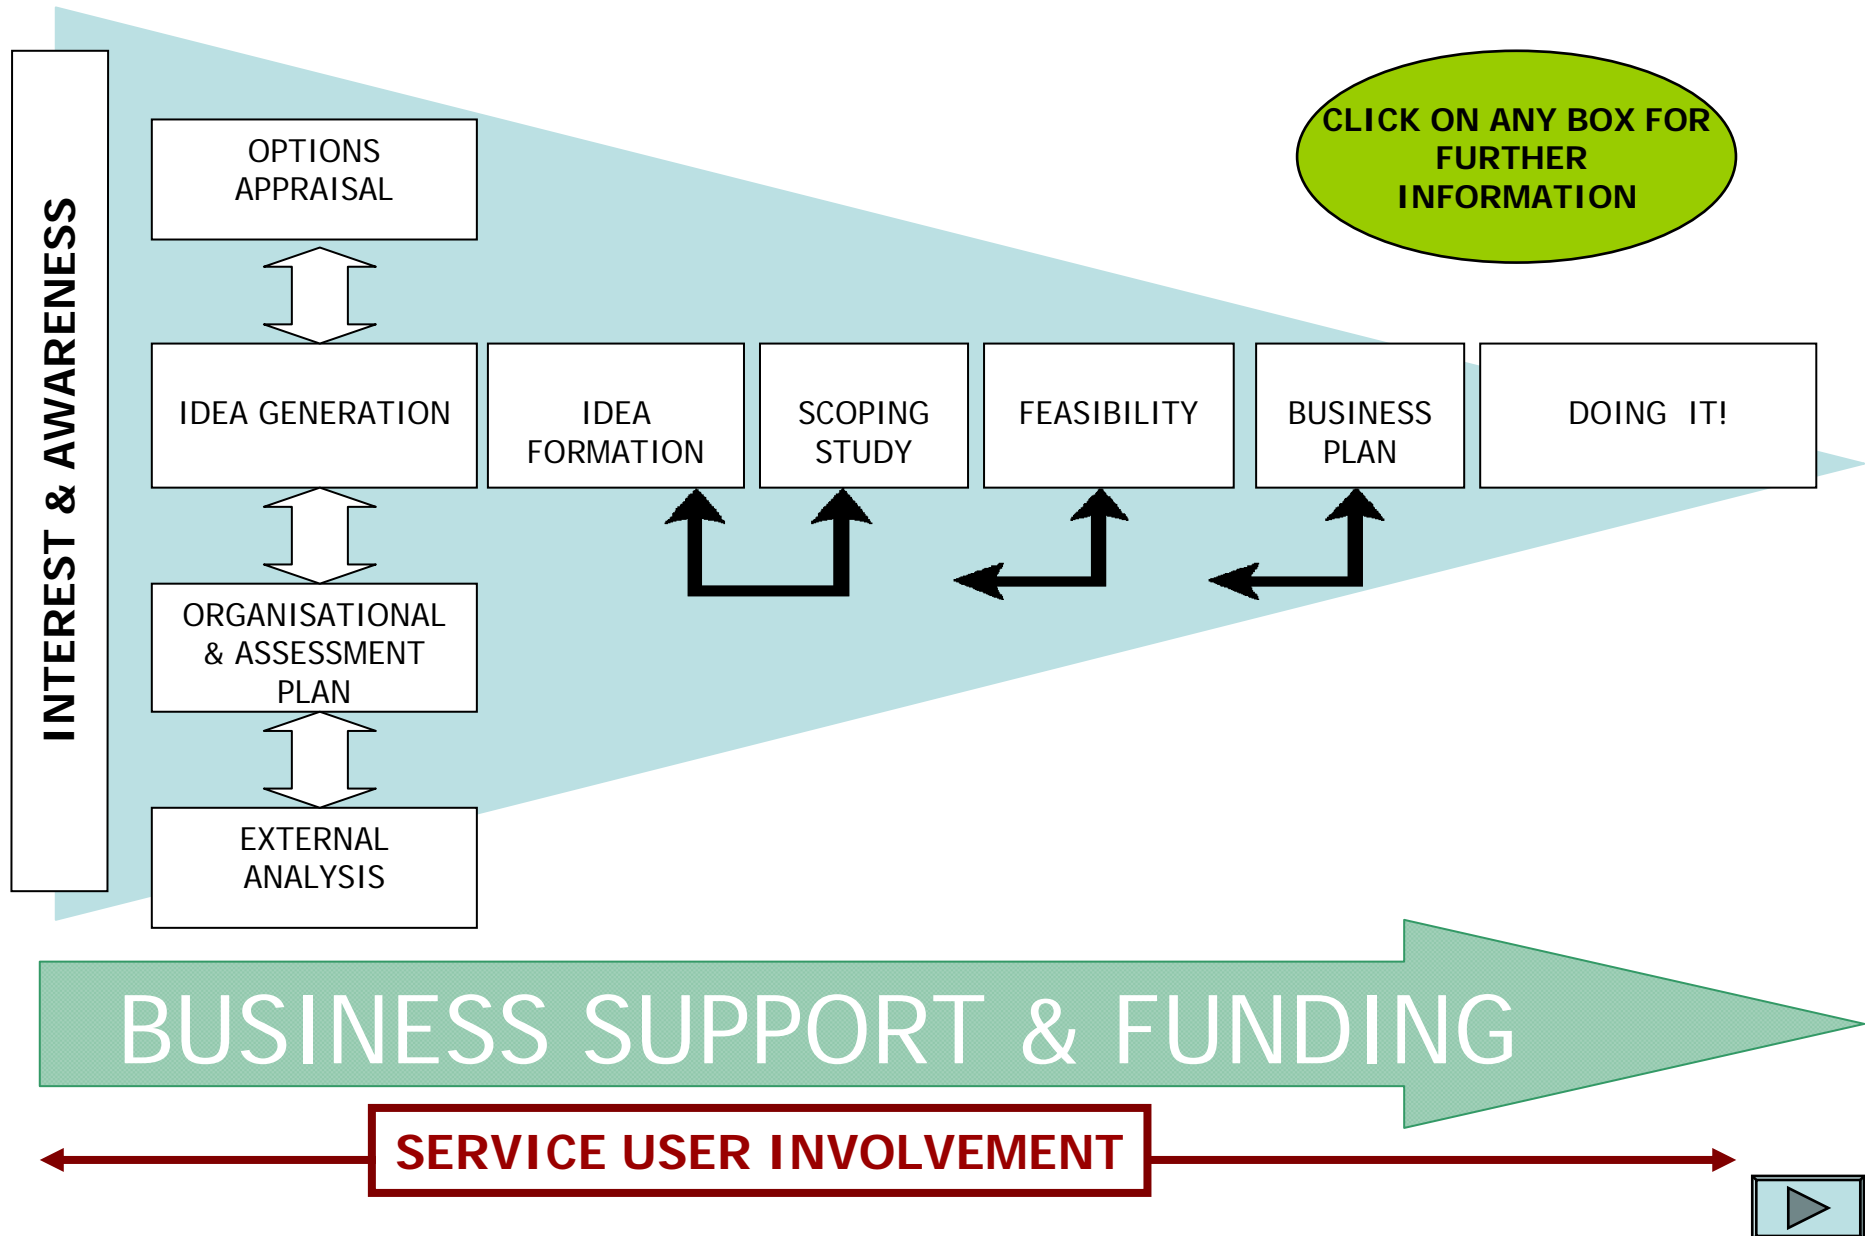 INTEREST & AWARENESS
OPTIONS
APPRAISAL
CLICK ON ANY BOX FOR
FURTHER
INFORMATION
IDEA GENERATION
IDEA
FORMATION
SCOPING
STUDY
FEASIBILITY
BUSINESS
PLAN
DOING IT!
ORGANISATIONAL
& ASSESSMENT
PLAN
EXTERNAL
ANALYSIS
BUSINESS SUPPORT & FUNDING
SERVICE USER INVOLVEMENT